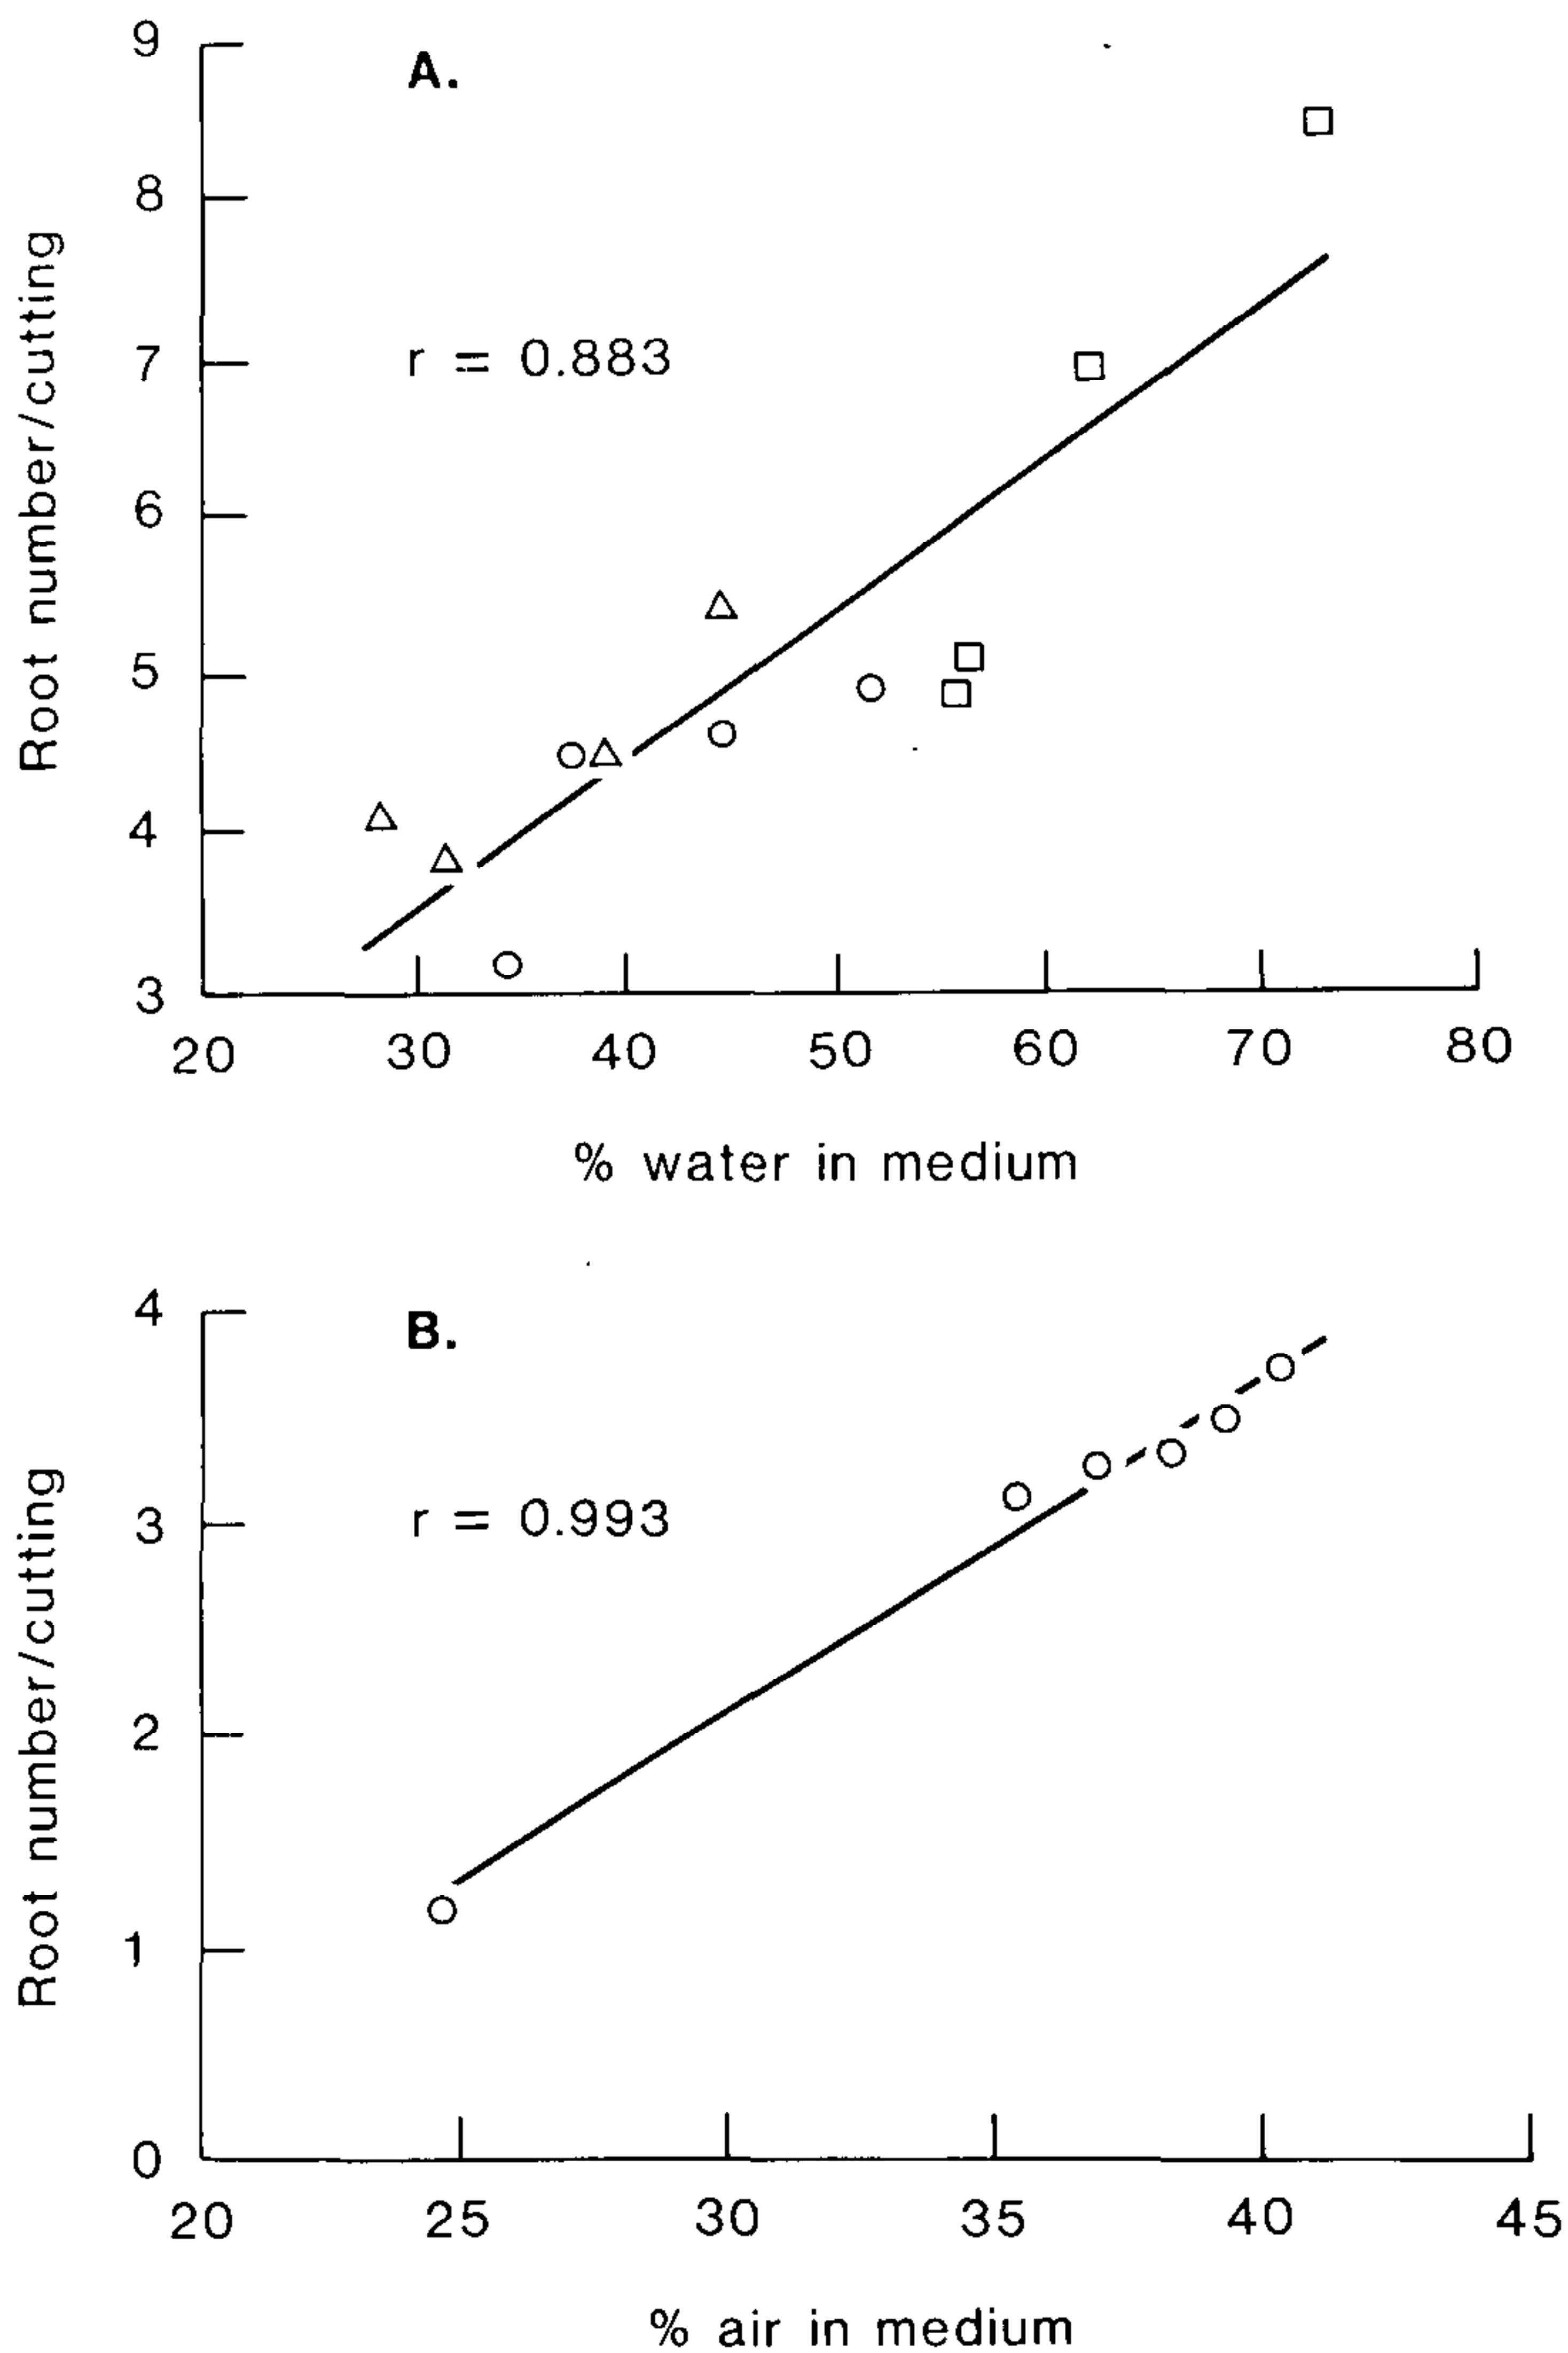 A.
Root number/cutting
9
8
7
6
5
4
3
r = 0.883
20 30 40 50 60 70 80
% water in medium
B.
Root number/cutting
4
3
2
1
0
r = 0.993
20 25 30 35 40 45
% air in medium